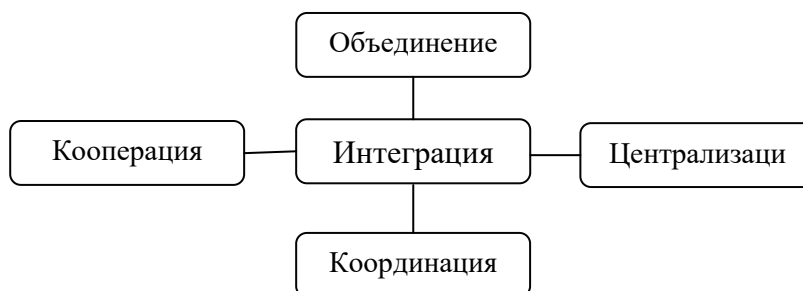 Объединение
Кооперация
Интеграция
Централизаци
Координация